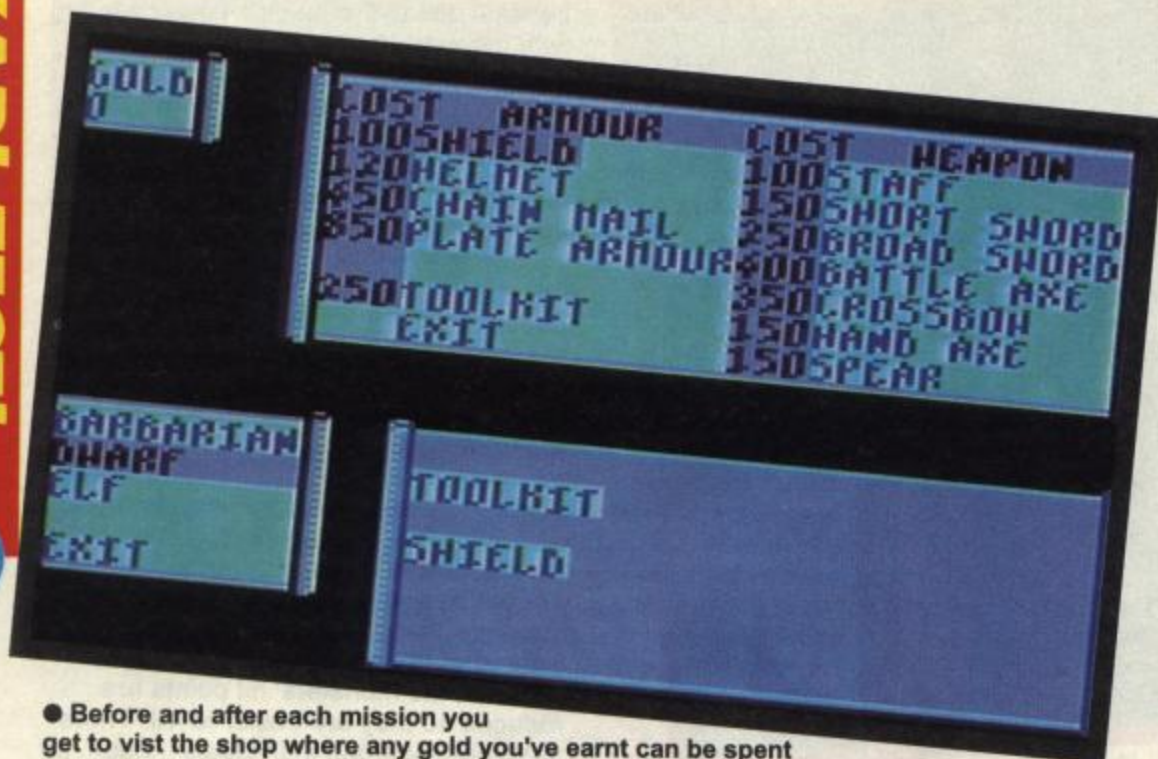 GOLD
0
COST ARMOUR
100SHIELD
120HELMET
CHAIN MAIL
850PLATE ARMOUR
250TOOLKIT
EXIT
COST WEAPON
100STAFF
150SHORT SWORD
250BROAD SWORD
400BATTLE AXE
350CROSSBOW
150HAND AXE
150SPEAR
BARBARIAN
DWARF
ELF
EXIT
TOOLKIT
SHIELD
● Before and after each mission you
get to vist the shop where any gold you've earnt can be spent